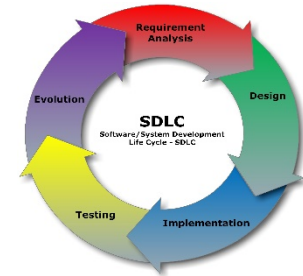 Requirement
Analysis
Design
Implementation
Testing
Evolution
SDLC
Software/System Development
Life Cycle - SDLC